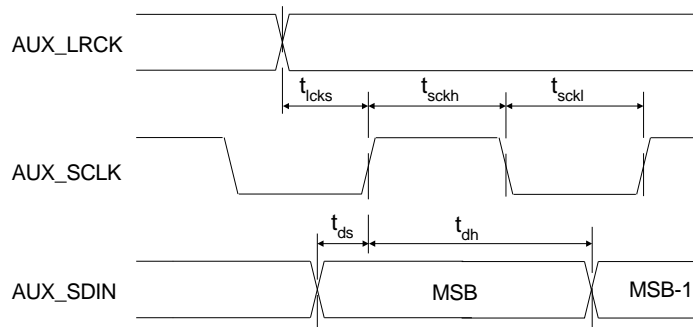 AUX_LRCK
t_lcks t_sckh t_sckl
AUX_SCLK
t_ds t_dh
AUX_SDIN MSB MSB-1